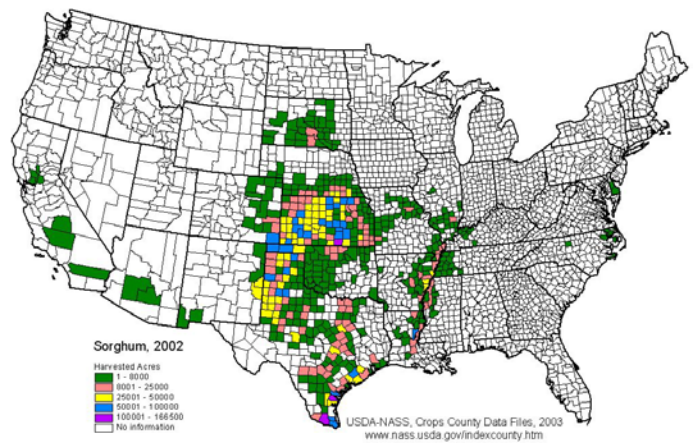 Sorghum, 2002
Harvested Acres
1 - 8000
8001 - 25000
25001 - 50000
50001 - 100000
100001 - 166500
No information
USDA-NASS, Crops County Data Files, 2003
www.nass.usda.gov/indexcounty.htm